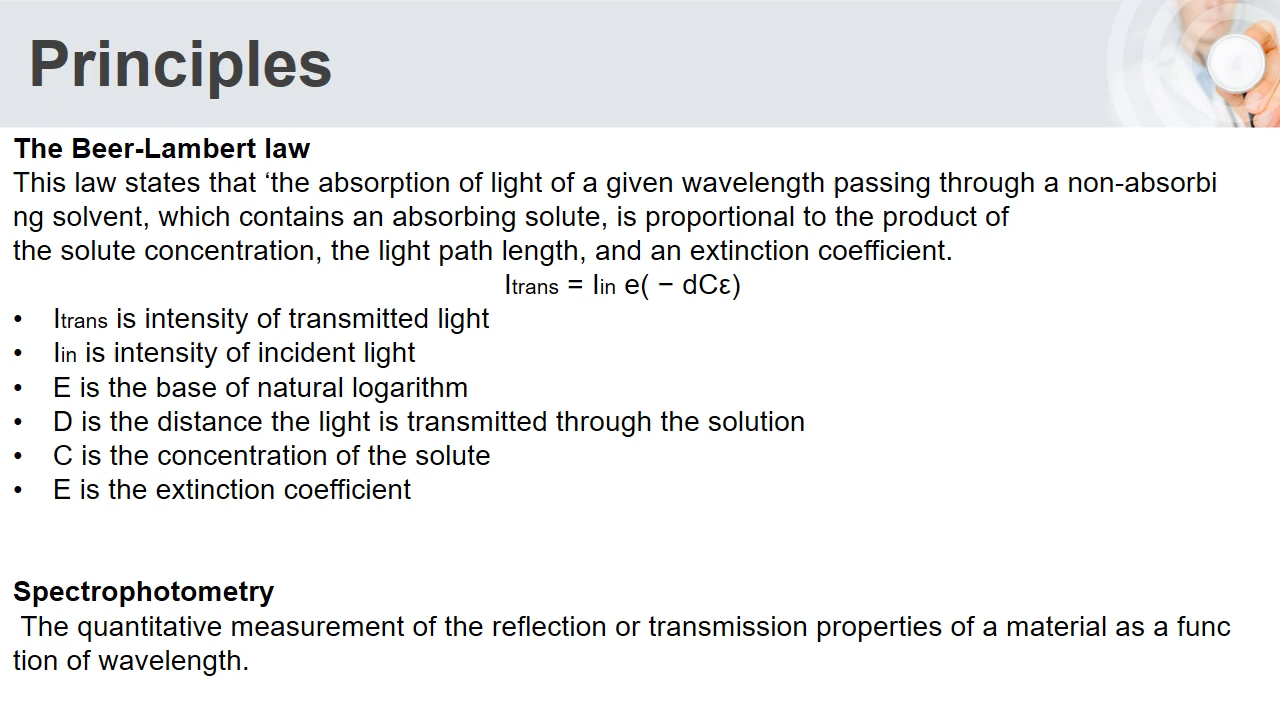 Principles
The Beer-Lambert law
This law states that ‘the absorption of light of a given wavelength passing through a non-absorbi
ng solvent, which contains an absorbing solute, is proportional to the product of
the solute concentration, the light path length, and an extinction coefficient.
Itrans = Iin e( − dCε)
• Itrans is intensity of transmitted light
• Iin is intensity of incident light
• E is the base of natural logarithm
• D is the distance the light is transmitted through the solution
• C is the concentration of the solute
• E is the extinction coefficient
Spectrophotometry
The quantitative measurement of the reflection or transmission properties of a material as a func
tion of wavelength.